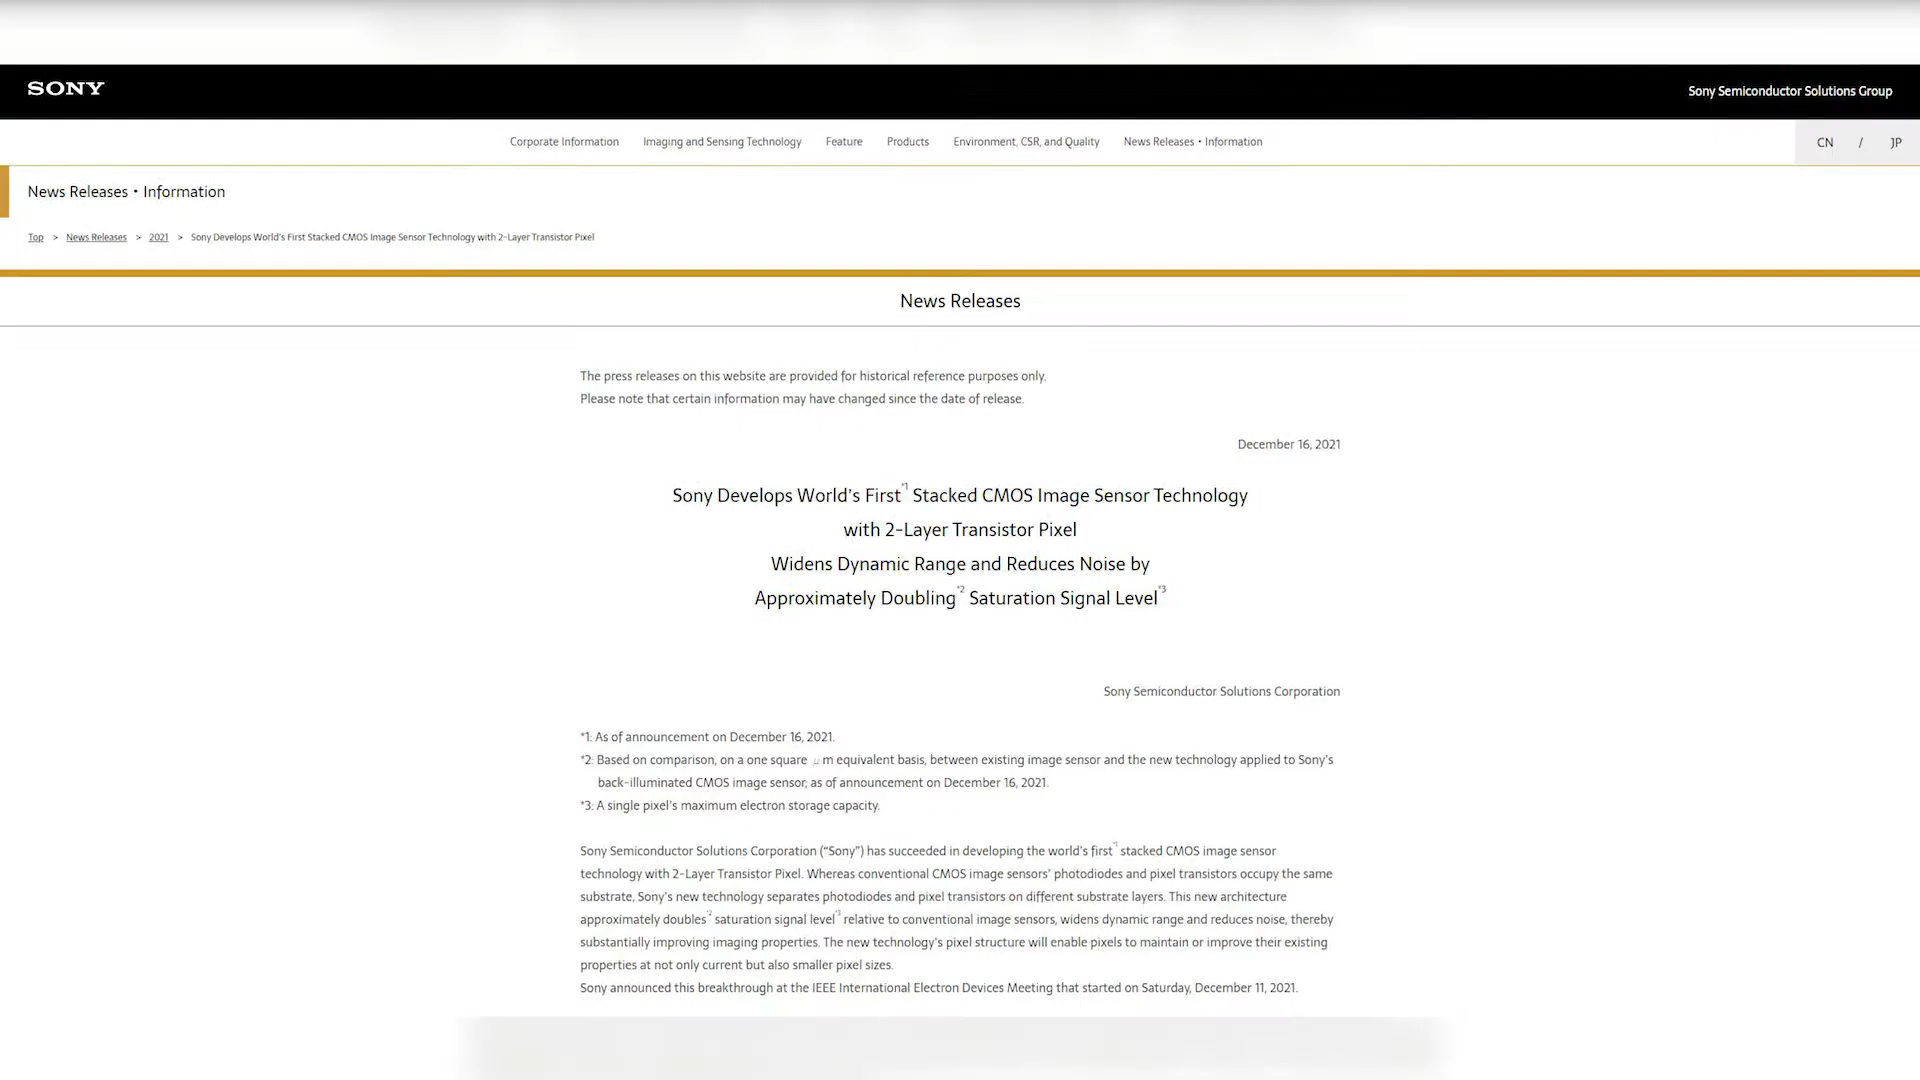 SONY
Sony Semiconductor Solutions Group
Corporate Information
Imaging and Sensing Technology
Feature
Products
Environment, CSR, and Quality
News Releases・Information
CN / JP
News Releases・Information
Top > News Releases > 2021 > Sony Develops World's First Stacked CMOS Image Sensor Technology with 2-Layer Transistor Pixel
News Releases
The press releases on this website are provided for historical reference purposes only.
Please note that certain information may have changed since the date of release.
December 16, 2021
Sony Develops World's First*1 Stacked CMOS Image Sensor Technology
with 2-Layer Transistor Pixel
Widens Dynamic Range and Reduces Noise by
Approximately Doubling*2 Saturation Signal Level*3
Sony Semiconductor Solutions Corporation
*1: As of announcement on December 16, 2021.
*2: Based on comparison, on a one square μm equivalent basis, between existing image sensor and the new technology applied to Sony's
back-illuminated CMOS image sensor; as of announcement on December 16, 2021.
*3: A single pixel's maximum electron storage capacity.
Sony Semiconductor Solutions Corporation (“Sony”) has succeeded in developing the world's first*1 stacked CMOS image sensor
technology with 2-Layer Transistor Pixel. Whereas conventional CMOS image sensors' photodiodes and pixel transistors occupy the same
substrate, Sony's new technology separates photodiodes and pixel transistors on different substrate layers. This new architecture
approximately doubles*2 saturation signal level*3 relative to conventional image sensors, widens dynamic range and reduces noise, thereby
substantially improving imaging properties. The new technology's pixel structure will enable pixels to maintain or improve their existing
properties at not only current but also smaller pixel sizes.
Sony announced this breakthrough at the IEEE International Electron Devices Meeting that started on Saturday, December 11, 2021.